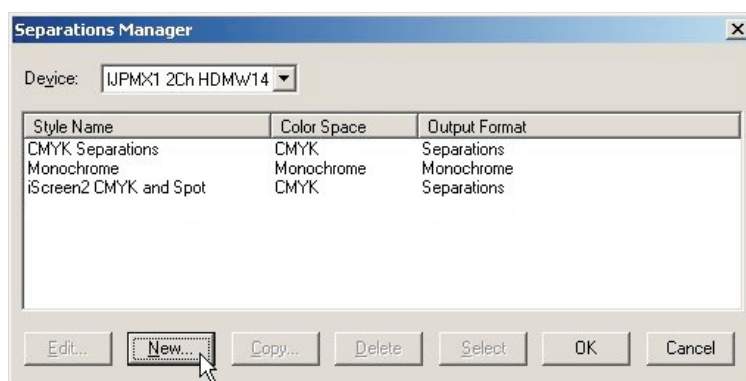 Separations Manager
Device: IJPMX1 2Ch HDMW14
Style Name Color Space Output Format
CMYK Separations CMYK Separations
Monochrome Monochrome Monochrome
iScreen2 CMYK and Spot CMYK Separations
Edit... New... Copy... Delete Select OK Cancel